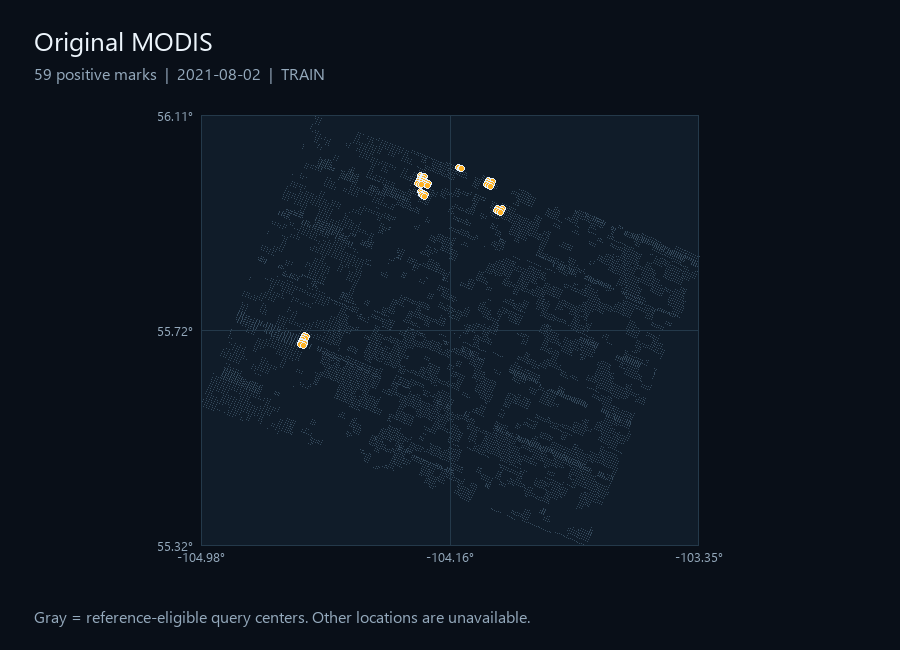 Original MODIS
59 positive marks | 2021-08-02 | TRAIN
56.11°
55.72°
55.32°
-104.98°
-104.16°
-103.35°
Gray = reference-eligible query centers. Other locations are unavailable.